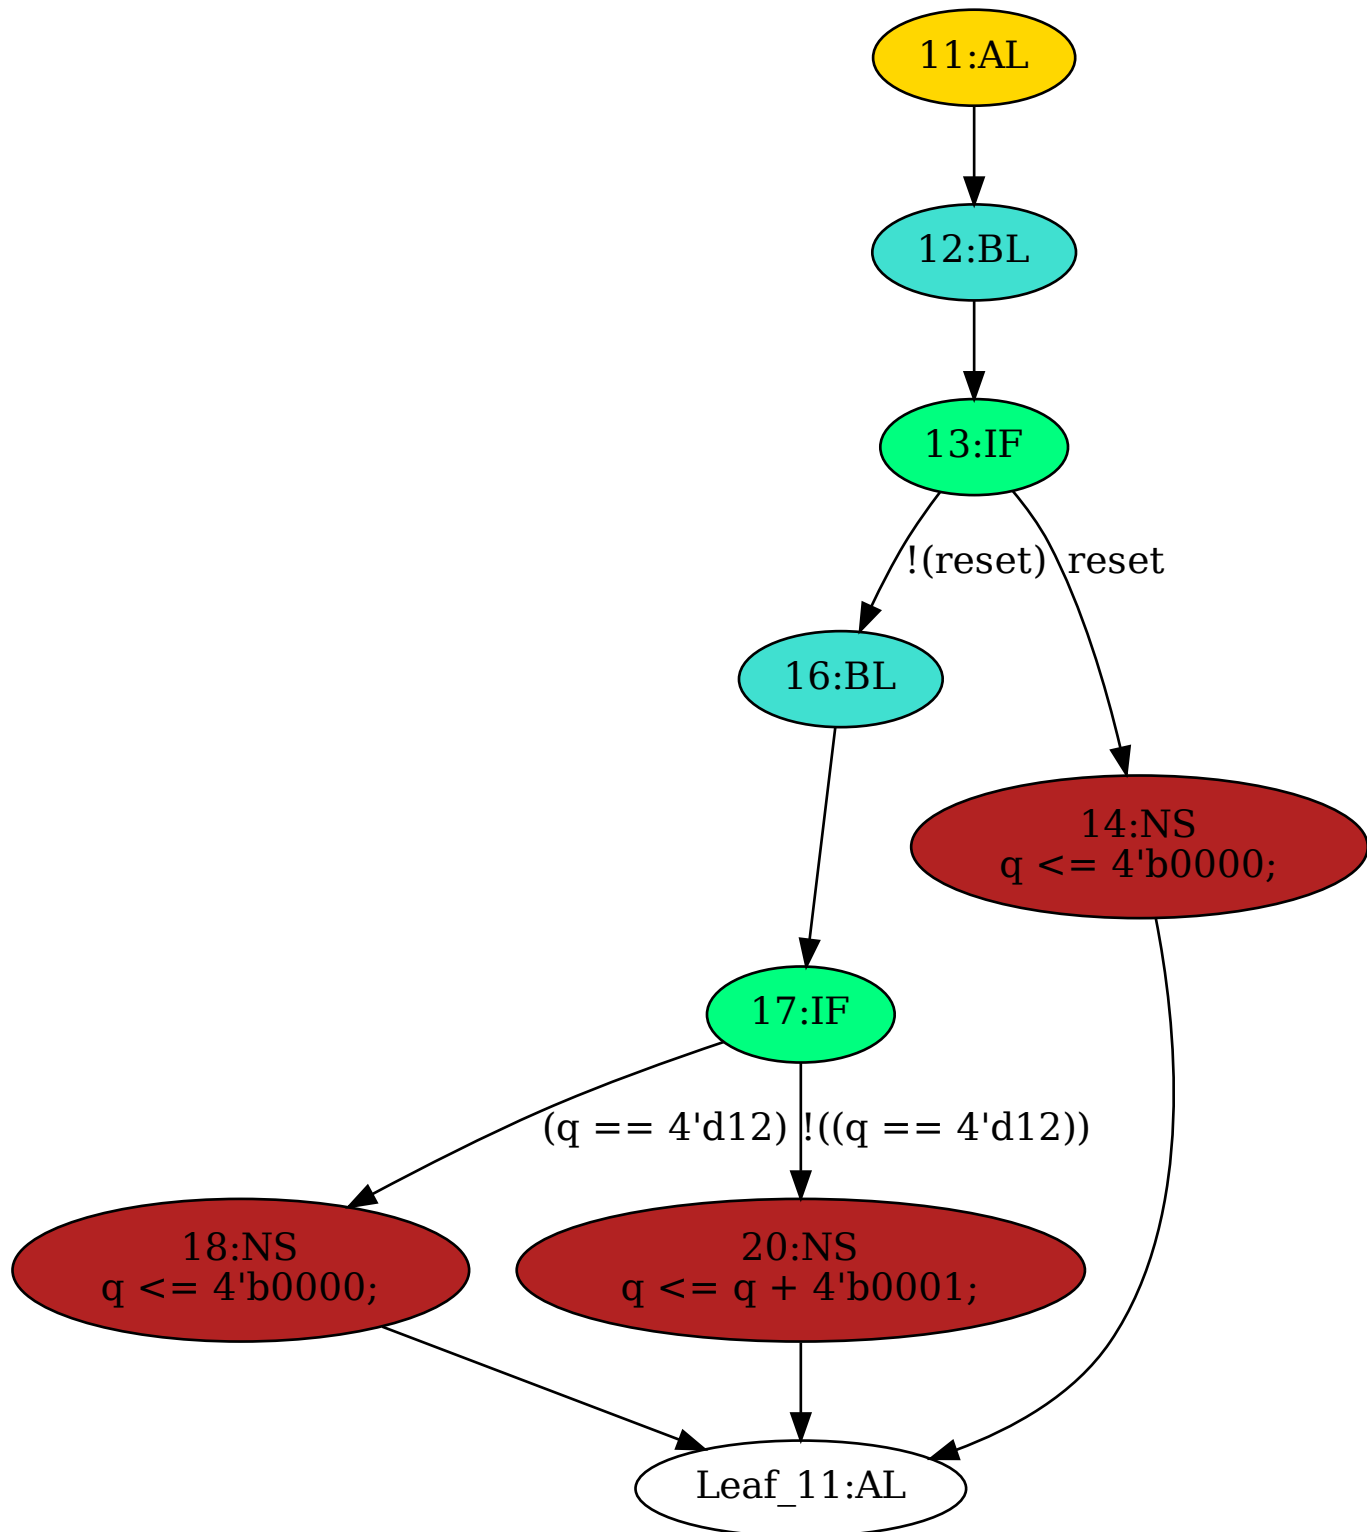 11:AL
12:BL
13:IF
!(reset)
reset
16:BL
14:NS
q <= 4'b0000;
17:IF
(q == 4'd12)
!((q == 4'd12))
18:NS
q <= 4'b0000;
20:NS
q <= q + 4'b0001;
Leaf_11:AL